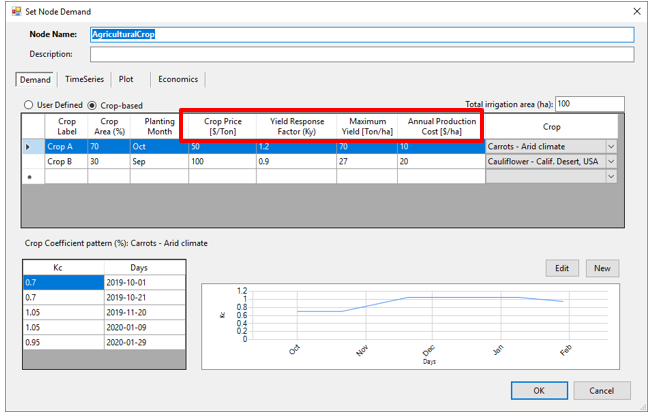 Set Node Demand
Node Name: AgriculturalCrop
Description:
Demand TimeSeries Plot Economics
User Defined Crop-based Total irrigation area (ha): 100
Crop Label Crop Area (%) Planting Month Crop Price [$/Ton] Yield Response Factor (Ky) Maximum Yield [Ton/ha] Annual Production Cost [$/ha] Crop
Crop A 70 Oct 50 1.2 70 10 Carrots - Arid climate
Crop B 30 Sep 100 0.9 27 20 Cauliflower - Calif. Desert, USA
Crop Coefficient pattern (%): Carrots - Arid climate
Kc Days
0.7 2019-10-01
0.7 2019-10-21
1.05 2019-11-20
1.05 2020-01-09
0.95 2020-01-29
Edit New
Kc
1.2
1
0.8
0.6
0.4
0.2
0
Oct Nov Dec Jan Feb
Days
OK Cancel